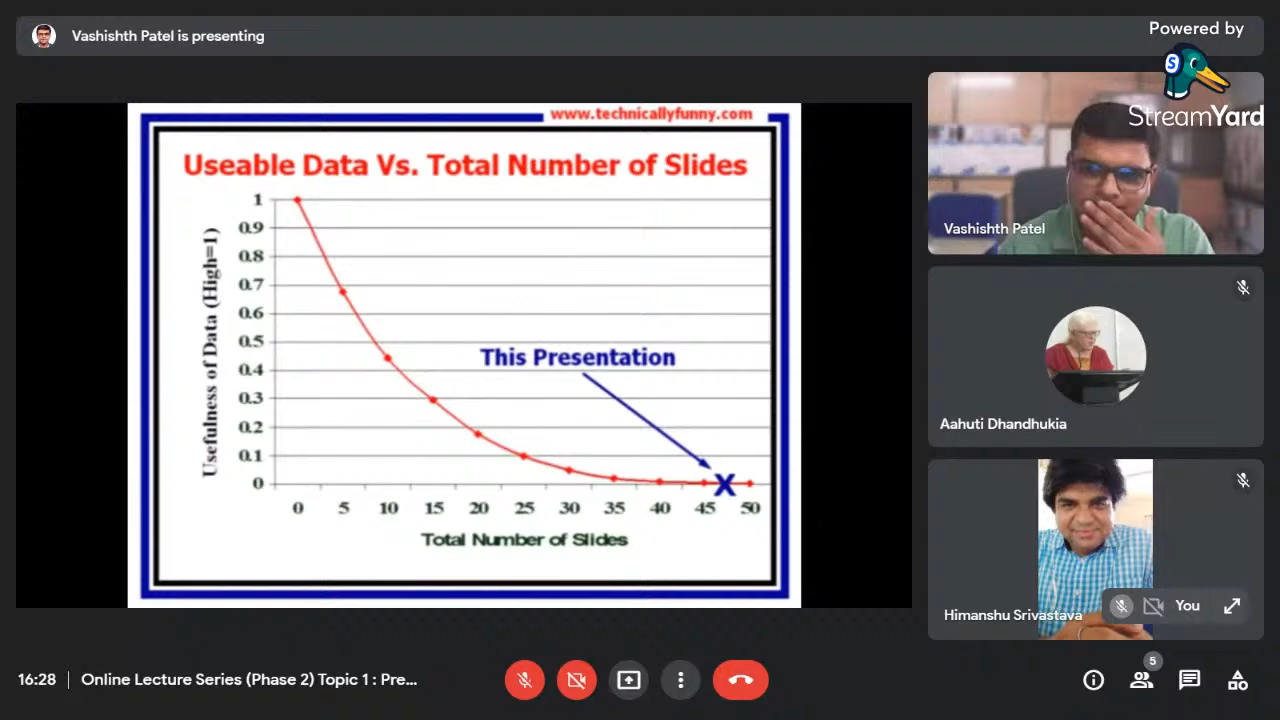 Vashishth Patel is presenting
Powered by
S
StreamYard
www.technicallyfunny.com
Useable Data Vs. Total Number of Slides
Usefulness of Data (High=1)
1
0.9
0.8
0.7
0.6
0.5
0.4
0.3
0.2
0.1
0
This Presentation
X
0 5 10 15 20 25 30 35 40 45 50
Total Number of Slides
Vashishth Patel
Aahuti Dhandhukia
Himanshu Srivastava
You
16:28 | Online Lecture Series (Phase 2) Topic 1 : Pre...
5